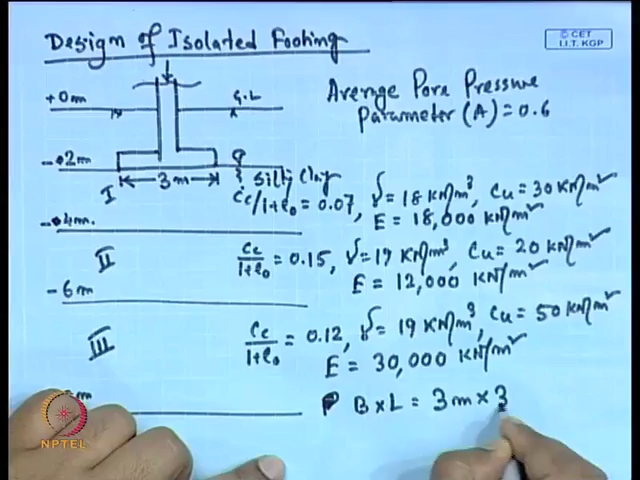 Design of Isolated Footing
© CET
I.I.T. KGP
+0m
G.L
Average Pore Pressure
Parameter (A) = 0.6
-2m
3m
I
Silty Clay
Cc/1+e0 = 0.07, γ = 18 KN/m³, Cu = 30 KN/m²
E = 18,000 KN/m²
-4m.
II
Cc/1+e0 = 0.15, γ = 19 KN/m³, Cu = 20 KN/m²
E = 12,000 KN/m²
-6m
III
Cc/1+e0 = 0.12, γ = 19 KN/m³, Cu = 50 KN/m²
E = 30,000 KN/m²
B x L = 3m x 3
NPTEL